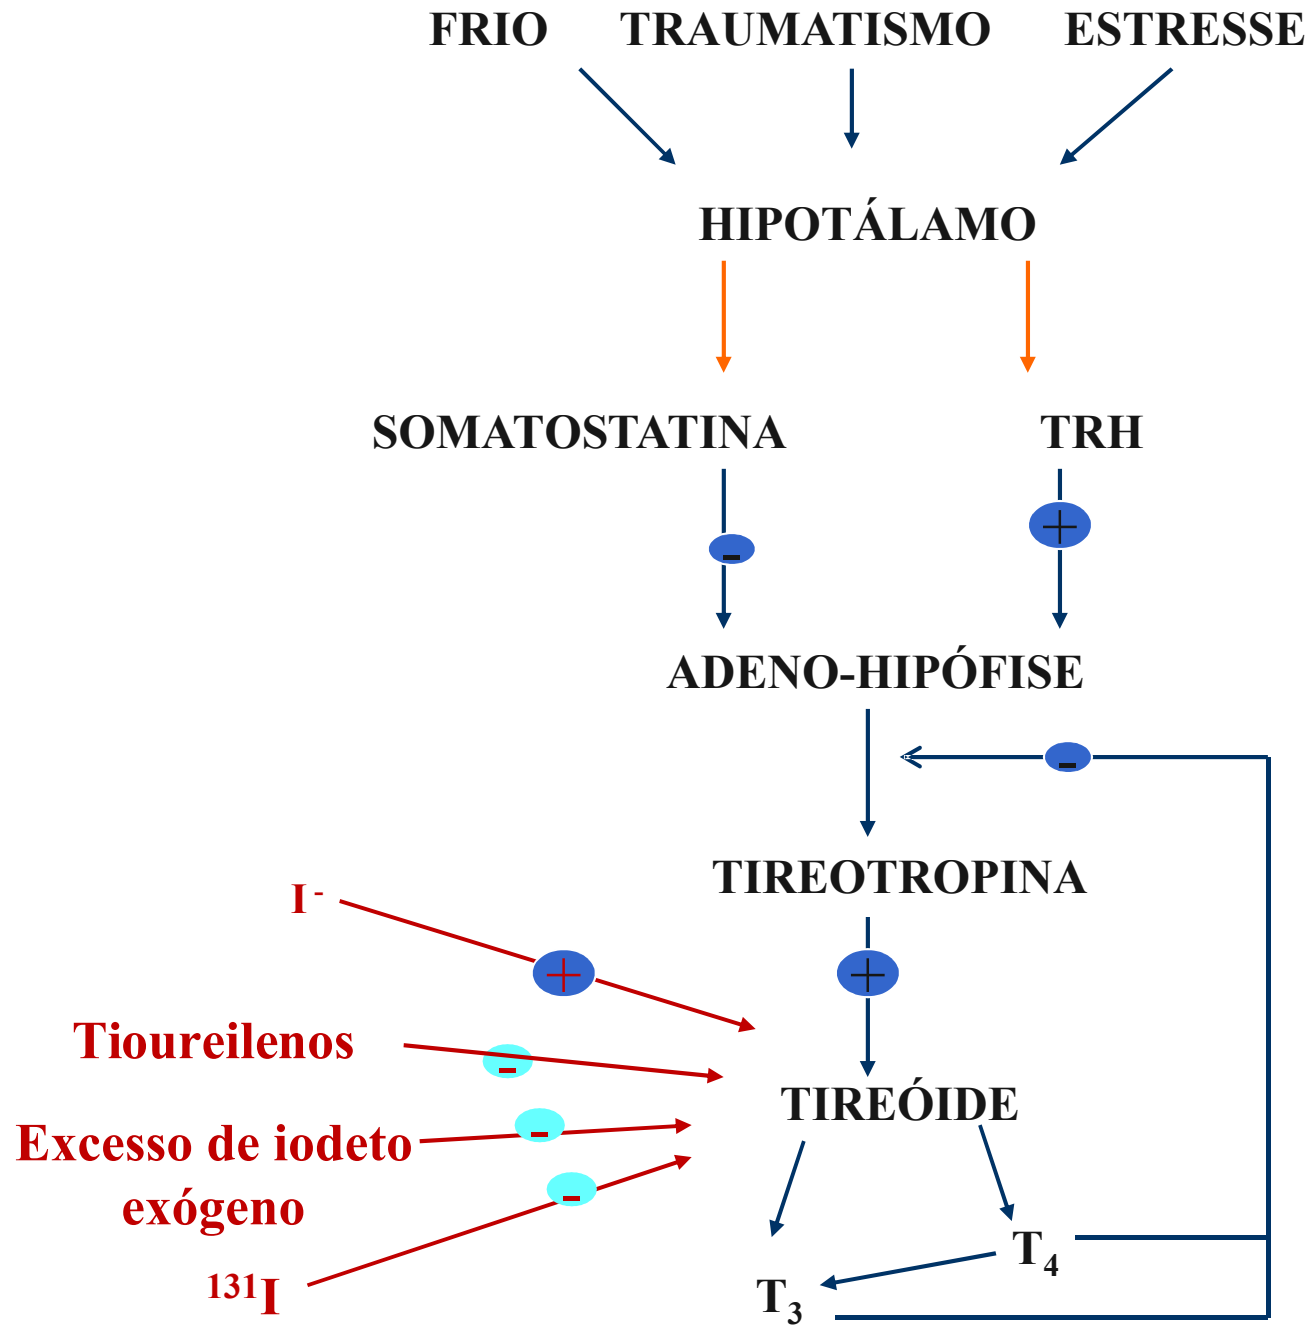 FRIO TRAUMATISMO ESTRESSE
HIPOTÁLAMO
SOMATOSTATINA TRH
- +
ADENO-HIPÓFISE
-
TIREOTROPINA
I -
+ +
Tioureilenos
-
TIREÓIDE
Excesso de iodeto
-
exógeno
-
T₄
¹³¹I
T₃